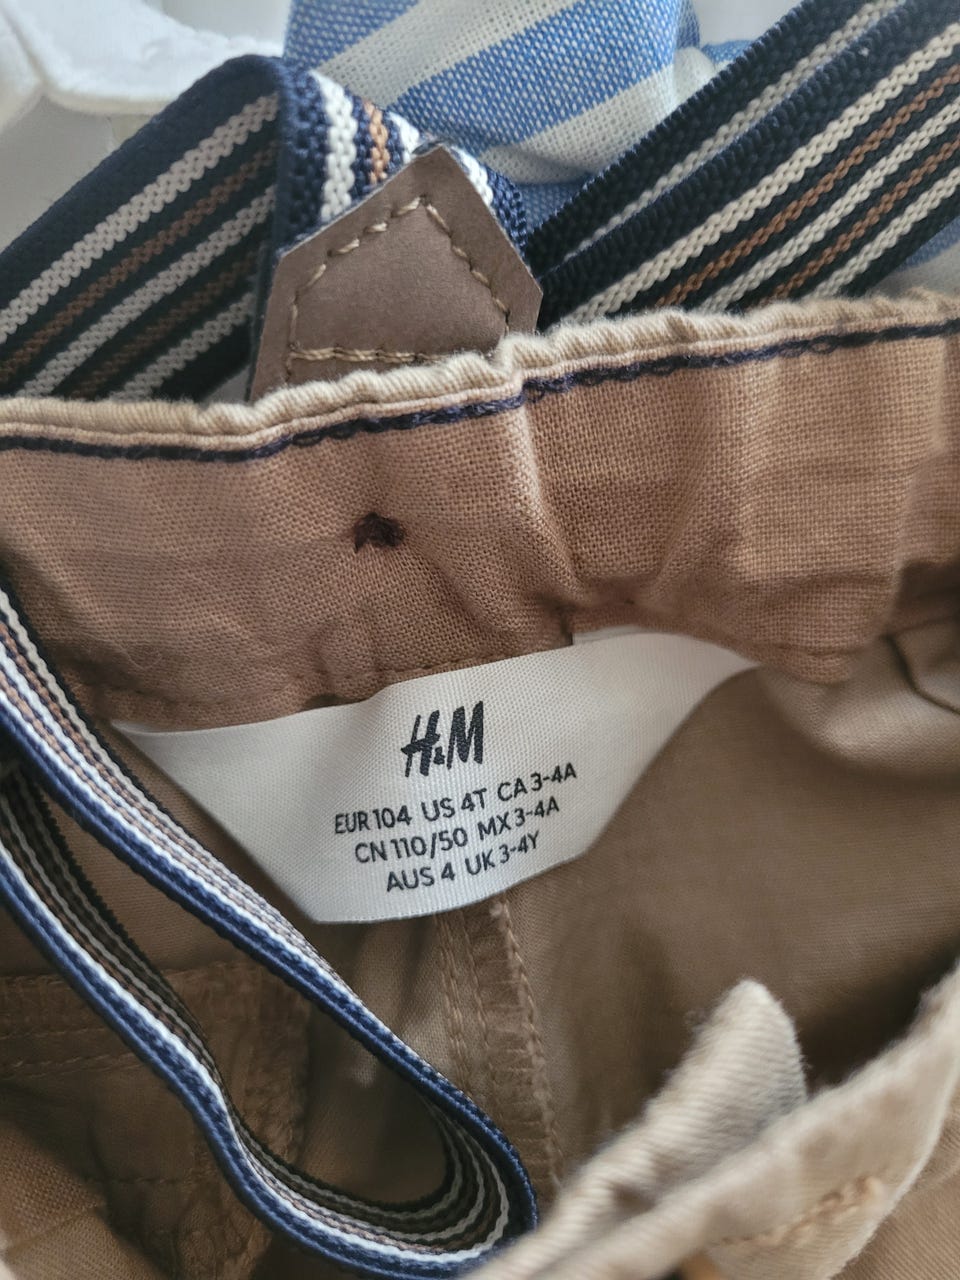 H&M
EUR 104 US 4T CA 3-4A
CN 110/50 MX 3-4A
AUS 4 UK 3-4Y